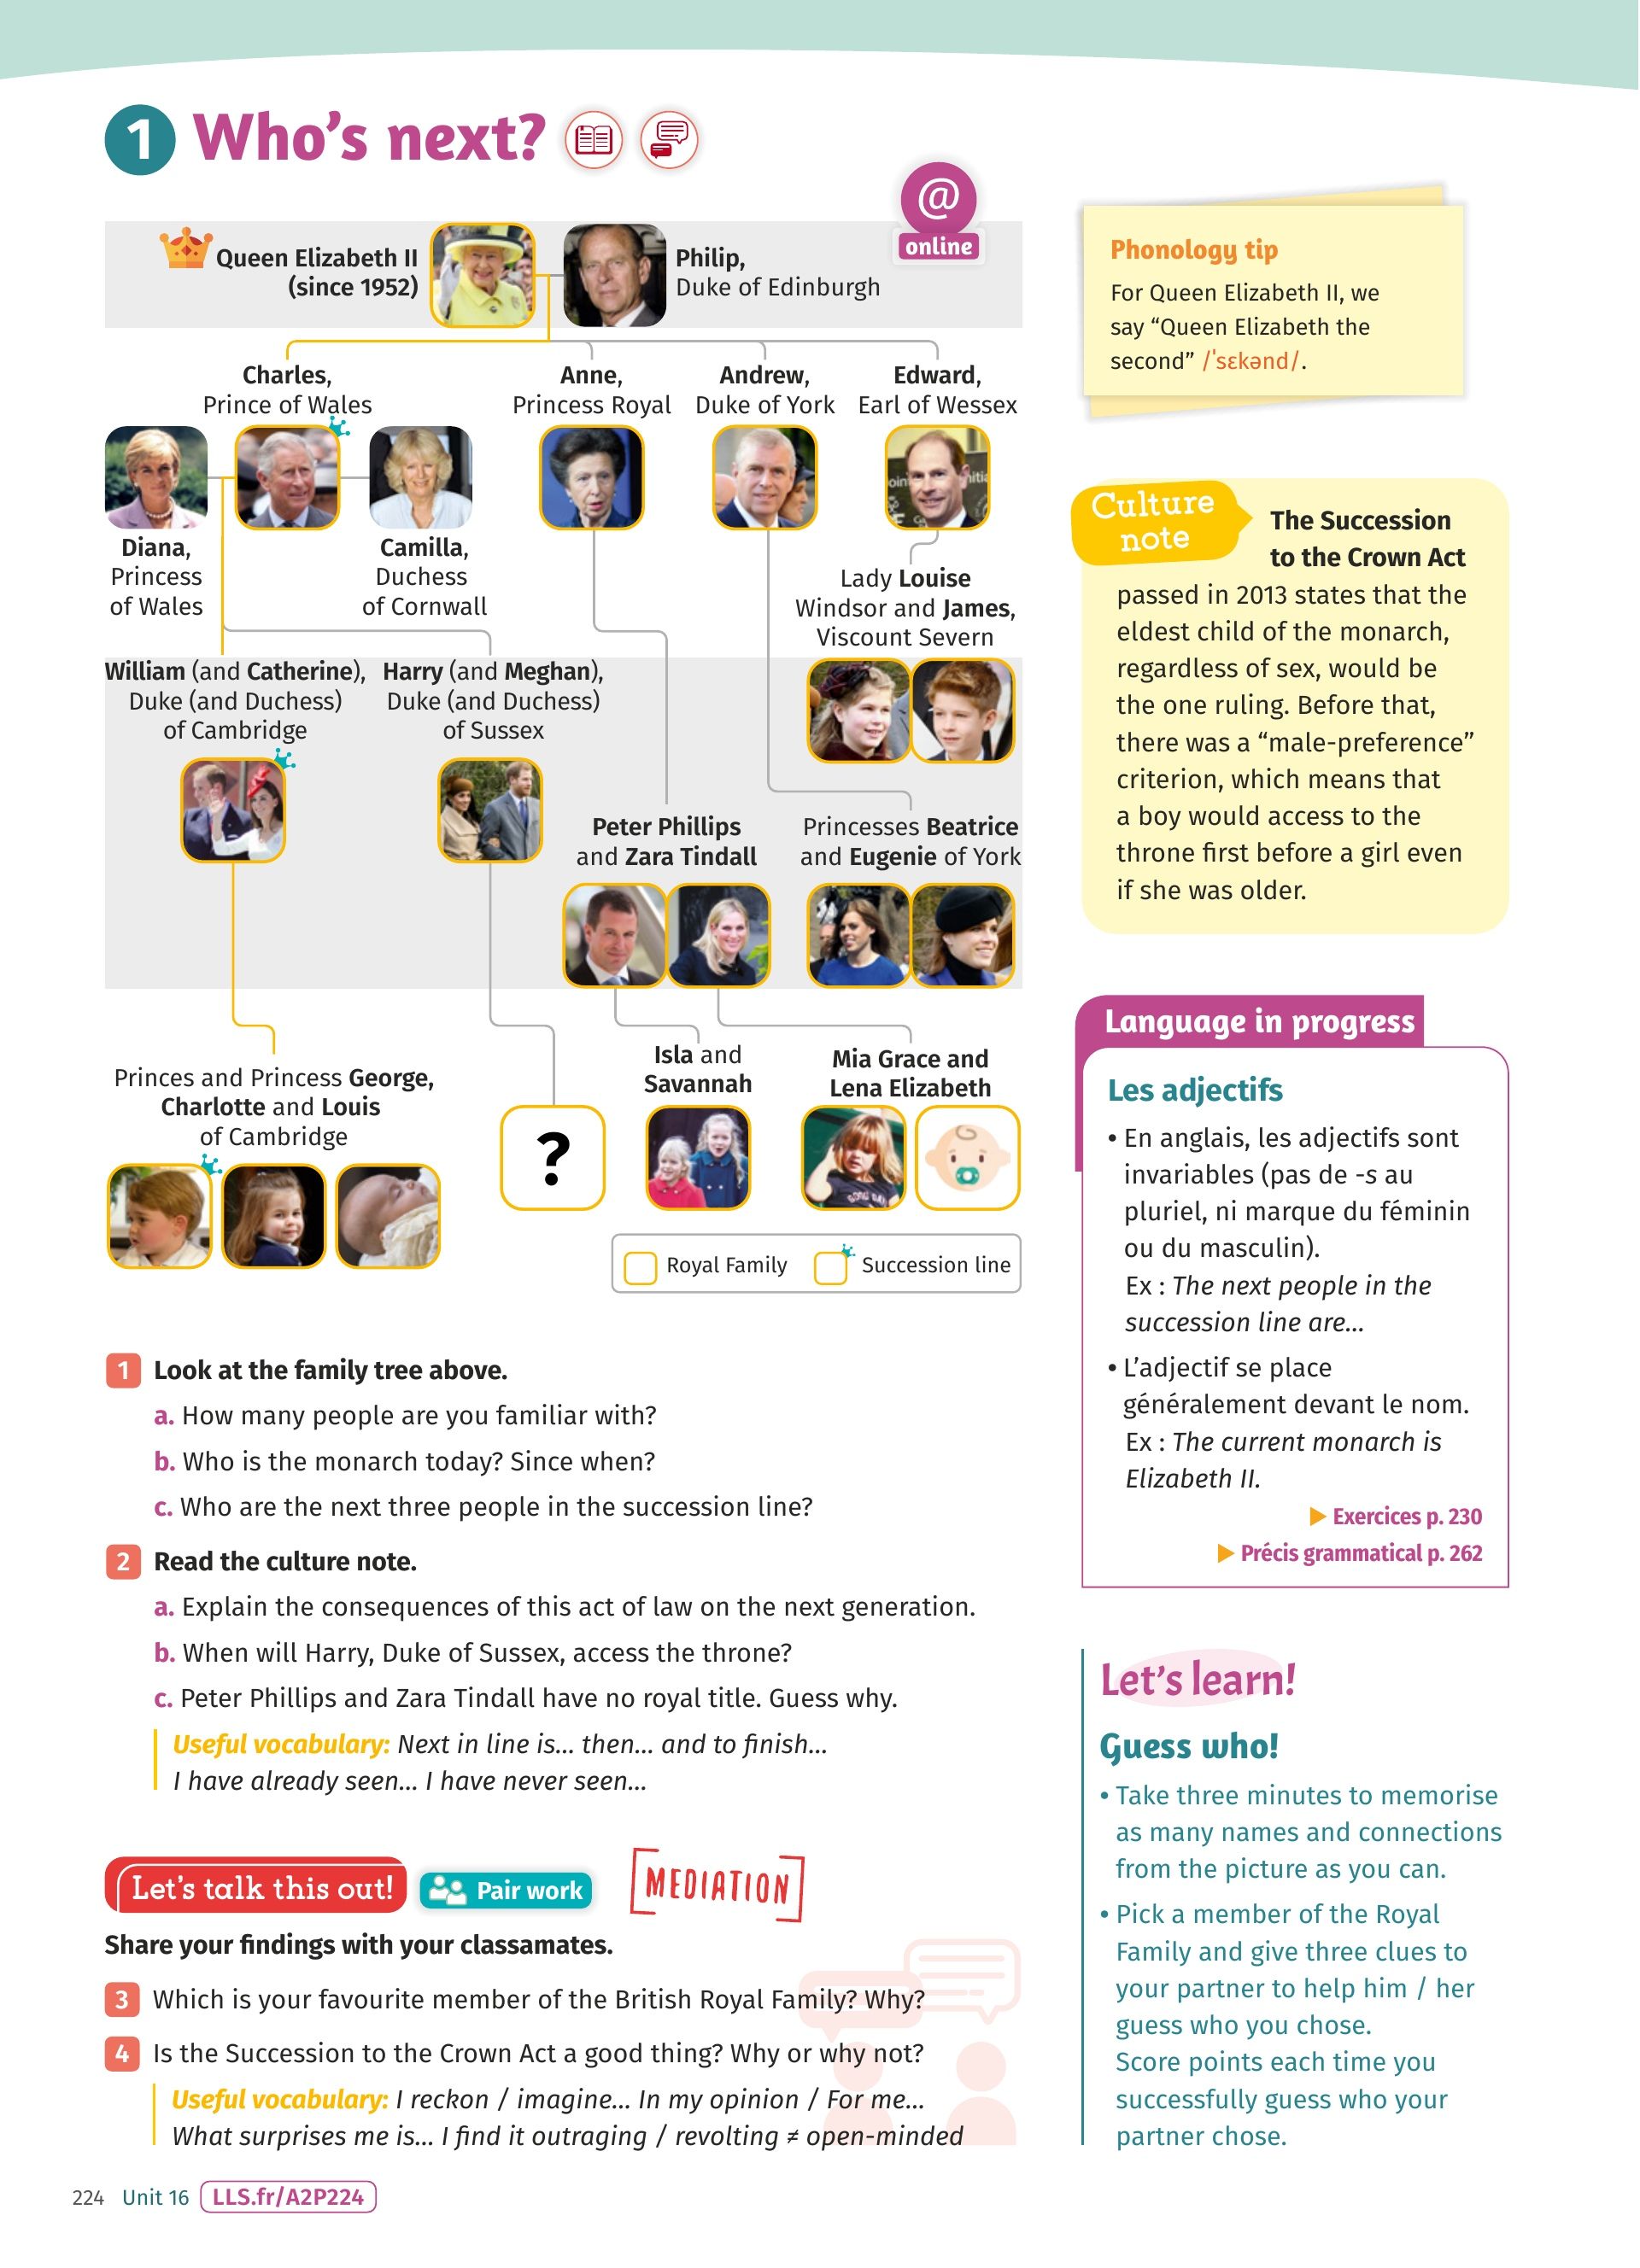 1 Who's next?
@
online
Queen Elizabeth II
(since 1952)
Philip,
Duke of Edinburgh
Charles,
Prince of Wales
Anne,
Princess Royal
Andrew,
Duke of York
Edward,
Earl of Wessex
Diana,
Princess
of Wales
Camilla,
Duchess
of Cornwall
Lady Louise
Windsor and James,
Viscount Severn
William (and Catherine),
Duke (and Duchess)
of Cambridge
Harry (and Meghan),
Duke (and Duchess)
of Sussex
Peter Phillips
and Zara Tindall
Princesses Beatrice
and Eugenie of York
Princes and Princess George,
Charlotte and Louis
of Cambridge
?
Isla and
Savannah
Mia Grace and
Lena Elizabeth
Royal Family
Succession line
1 Look at the family tree above.
a. How many people are you familiar with?
b. Who is the monarch today? Since when?
c. Who are the next three people in the succession line?
2 Read the culture note.
a. Explain the consequences of this act of law on the next generation.
b. When will Harry, Duke of Sussex, access the throne?
c. Peter Phillips and Zara Tindall have no royal title. Guess why.
Useful vocabulary: Next in line is... then... and to finish...
I have already seen... I have never seen...
Let's talk this out!
Pair work
MEDIATION
Share your findings with your classamates.
3 Which is your favourite member of the British Royal Family? Why?
4 Is the Succession to the Crown Act a good thing? Why or why not?
Useful vocabulary: I reckon / imagine... In my opinion / For me...
What surprises me is... I find it outraging / revolting ≠ open-minded
Phonology tip
For Queen Elizabeth II, we
say “Queen Elizabeth the
second” /ˈsɛkənd/.
Culture
note
The Succession
to the Crown Act
passed in 2013 states that the
eldest child of the monarch,
regardless of sex, would be
the one ruling. Before that,
there was a “male-preference”
criterion, which means that
a boy would access to the
throne first before a girl even
if she was older.
Language in progress
Les adjectifs
• En anglais, les adjectifs sont
invariables (pas de -s au
pluriel, ni marque du féminin
ou du masculin).
Ex : The next people in the
succession line are...
• L'adjectif se place
généralement devant le nom.
Ex : The current monarch is
Elizabeth II.
▶ Exercices p. 230
▶ Précis grammatical p. 262
Let's learn!
Guess who!
• Take three minutes to memorise
as many names and connections
from the picture as you can.
• Pick a member of the Royal
Family and give three clues to
your partner to help him / her
guess who you chose.
Score points each time you
successfully guess who your
partner chose.
224 Unit 16 LLS.fr/A2P224